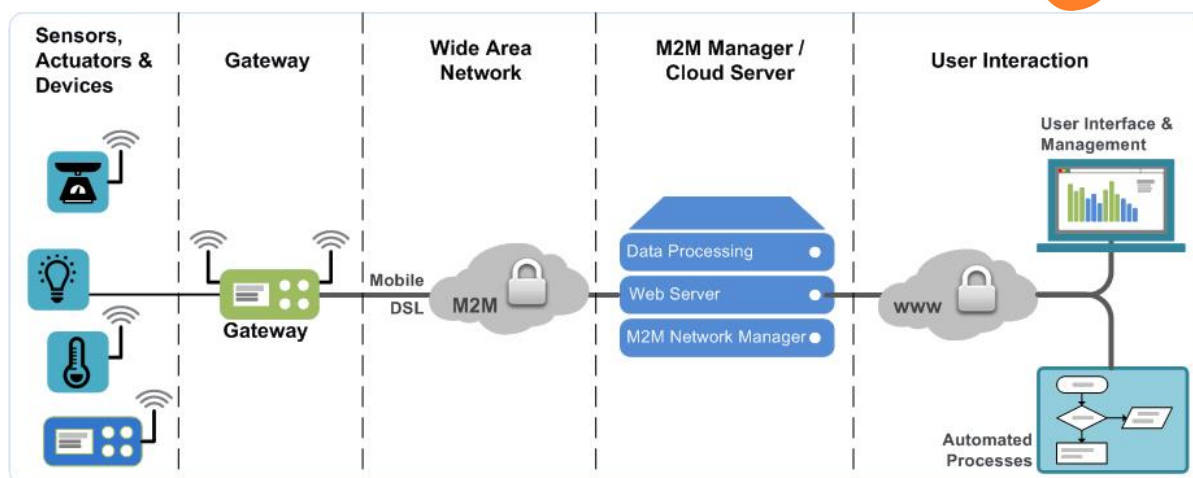 Sensors,
Actuators &
Devices
Gateway
Wide Area
Network
M2M Manager /
Cloud Server
User Interaction
User Interface &
Management
Data Processing
Mobile
DSL
M2M
Web Server
www
Gateway
M2M Network Manager
Automated
Processes